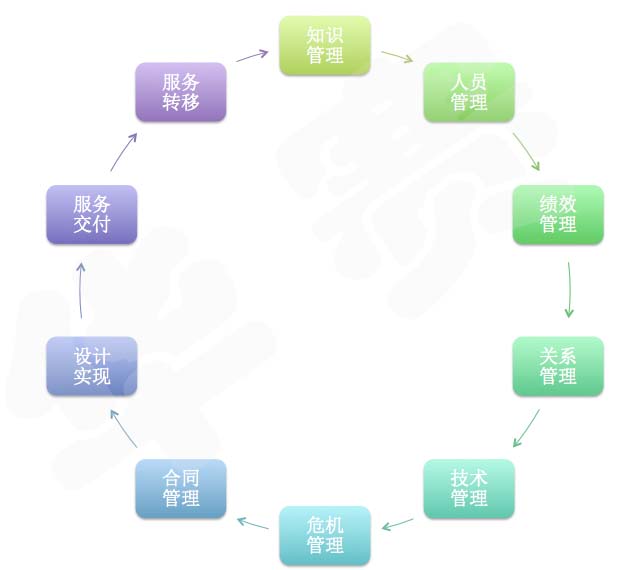 知识
管理
人员
管理
绩效
管理
关系
管理
技术
管理
危机
管理
合同
管理
设计
实现
服务
交付
服务
转移